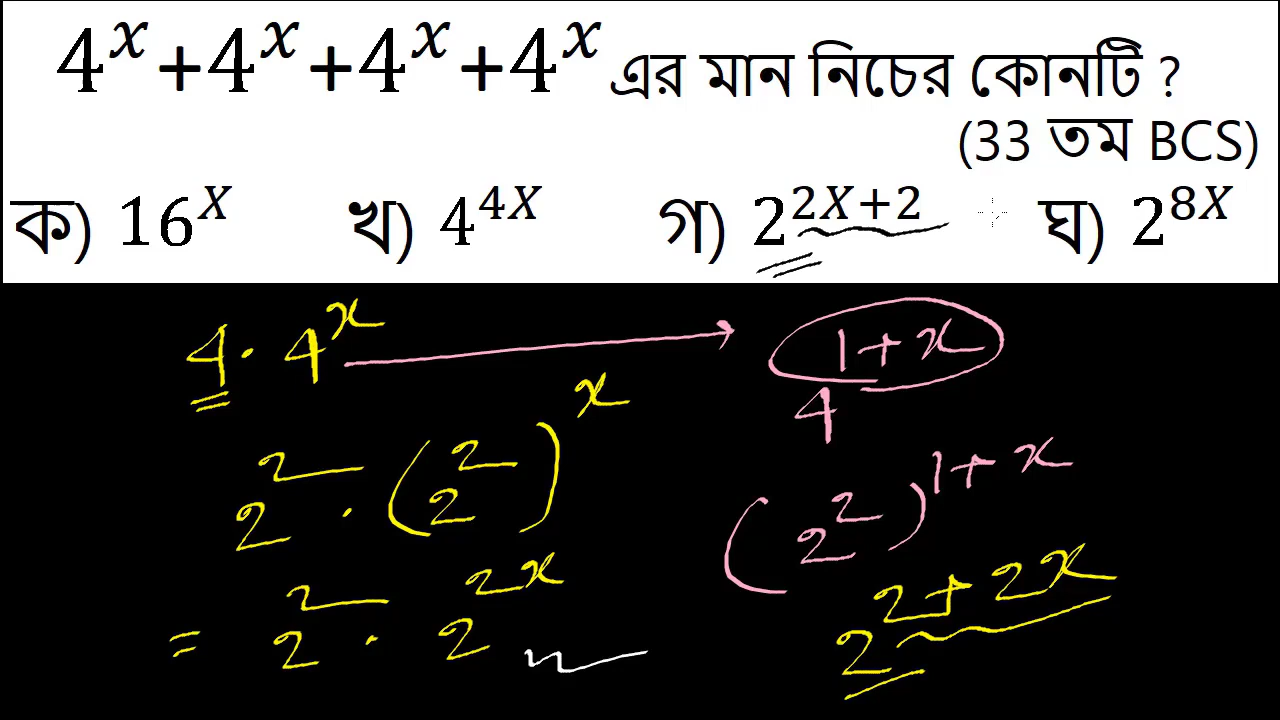 4^x+4^x+4^x+4^x এর মান নিচের কোনটি ?
(33 তম BCS)
ক) 16^X খ) 4^{4X} গ) 2^{2X+2} ঘ) 2^{8X}
4 · 4^x → 4^{1+x}
2^2 · (2^2)^x
(2^2)^{1+x}
= 2^2 · 2^{2x}
2^{2+2x}